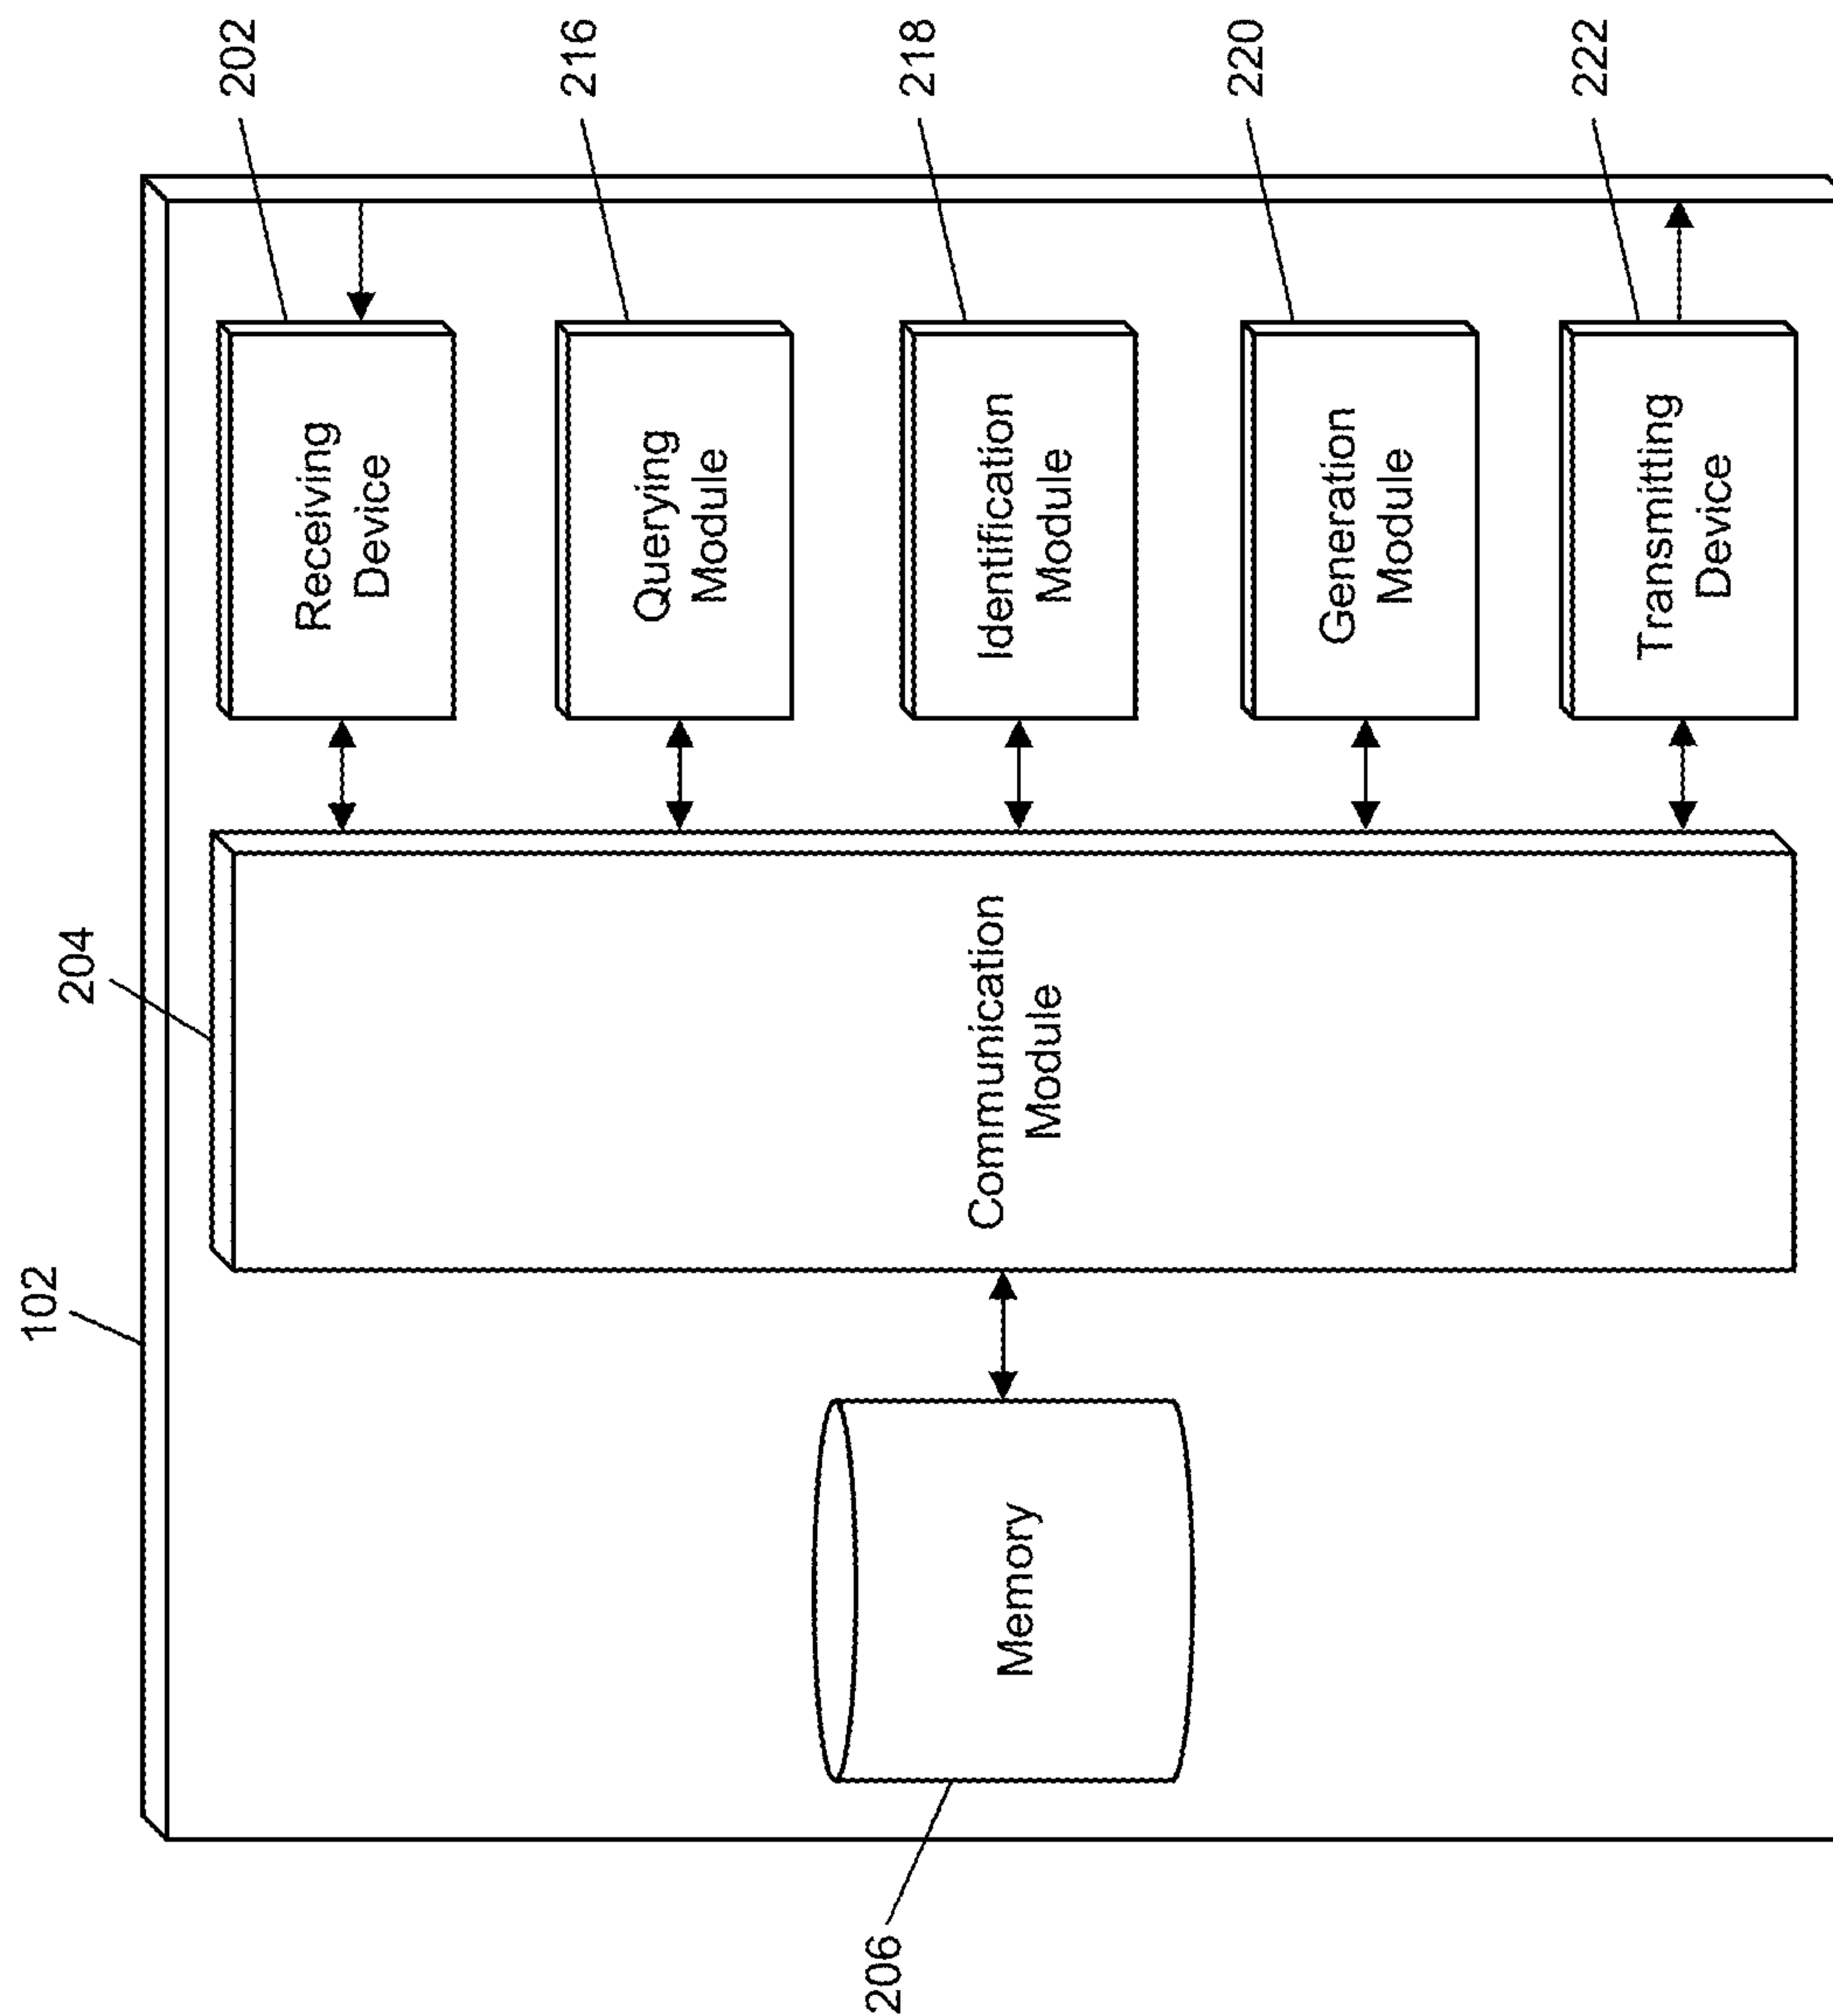 102
204
206
Memory
Communication
Module
Receiving
Device
202
Querying
Module
216
Identification
Module
218
Generation
Module
220
Transmitting
Device
222